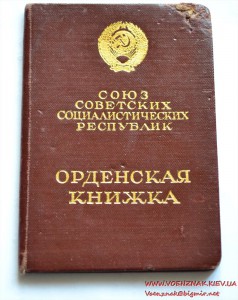 СОЮЗ
СОВЕТСКИХ
СОЦИАЛИСТИЧЕСКИХ
РЕСПУБЛИК
ОРДЕНСКАЯ
КНИЖКА
WWW.VOENZNAK.KIEV.UA
Voenznak@bigmir.net